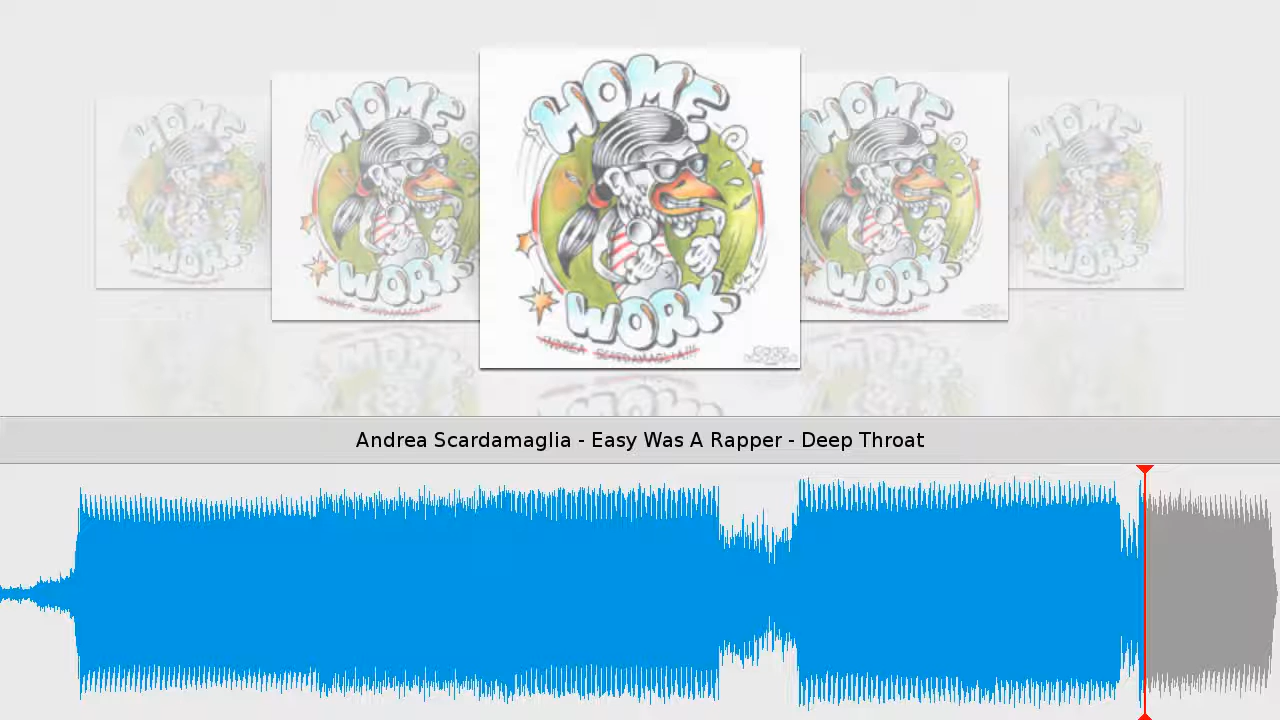 HOME
WORK
ANDREA SCARDAMAGLIA!!!
Andrea Scardamaglia - Easy Was A Rapper - Deep Throat